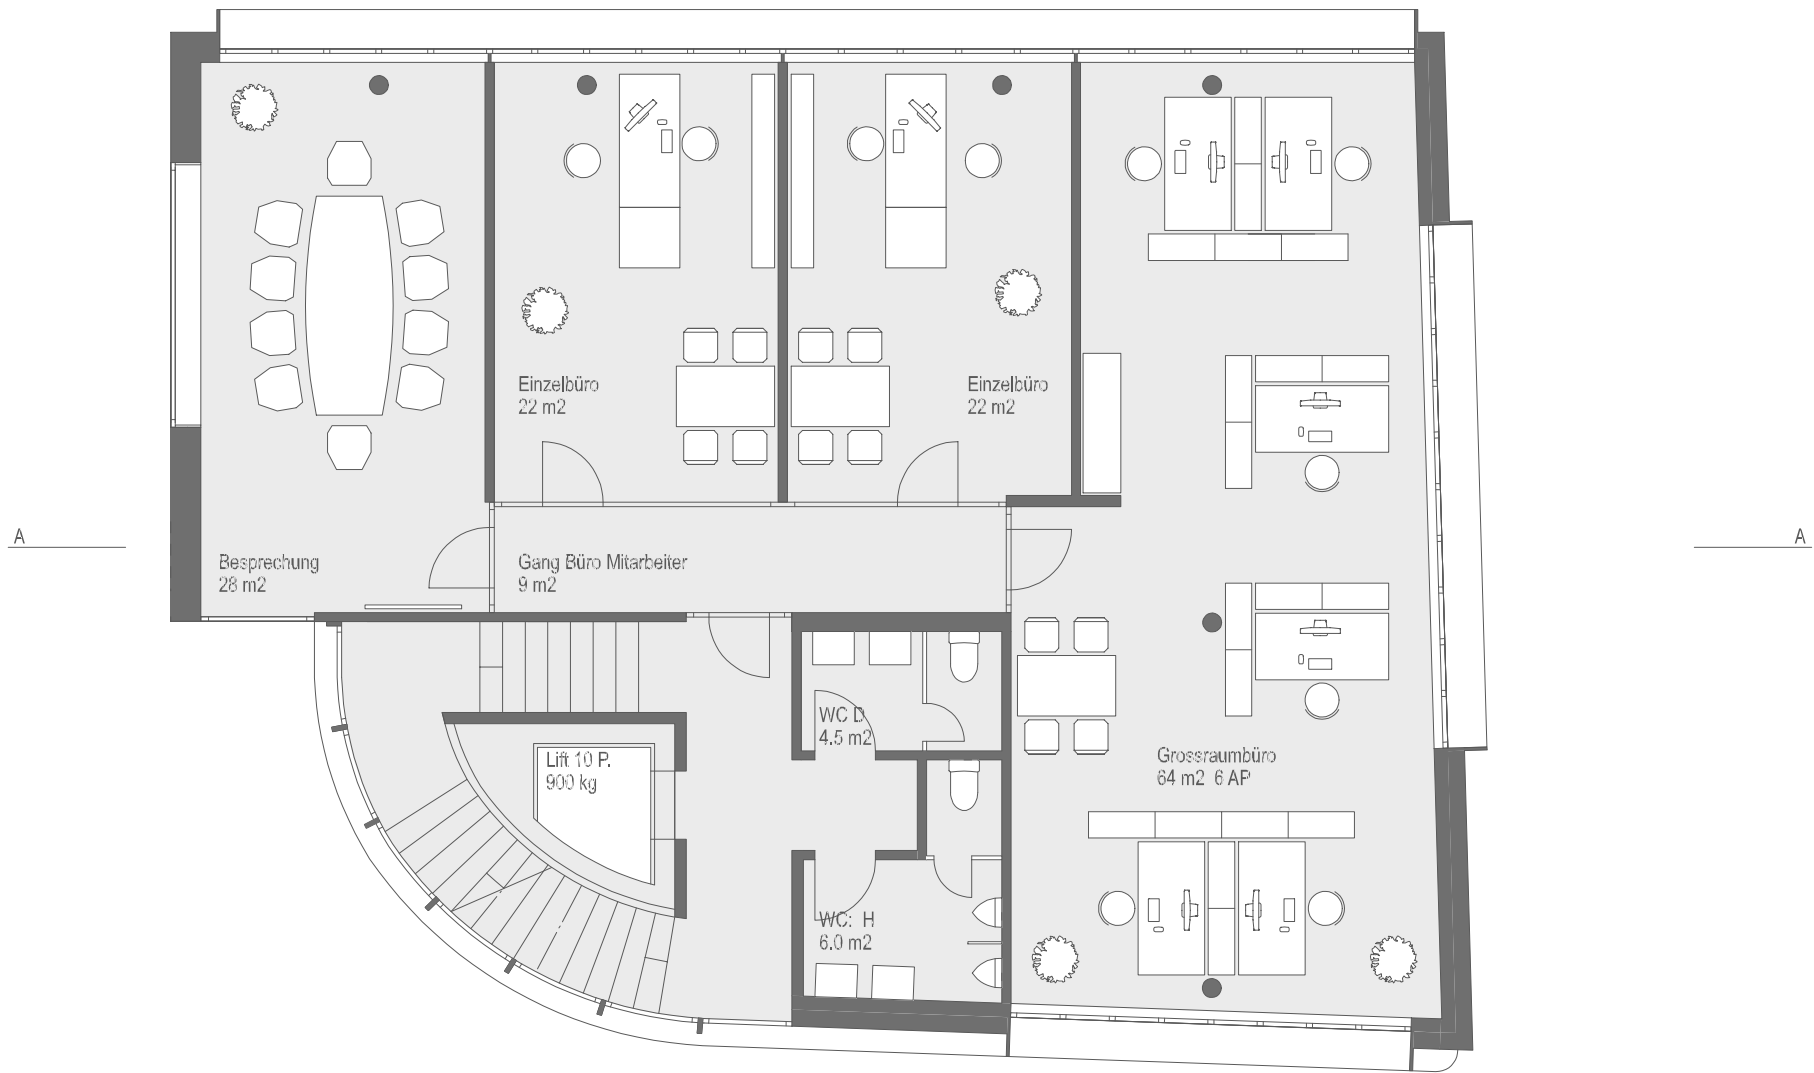 Einzelbüro
22 m2
Einzelbüro
22 m2
A
A
Besprechung
28 m2
Gang Büro Mitarbeiter
9 m2
WC D
4.5 m2
Lift 10 P.
900 kg
Grossraumbüro
64 m2  6 AP
WC:  H
6.0 m2